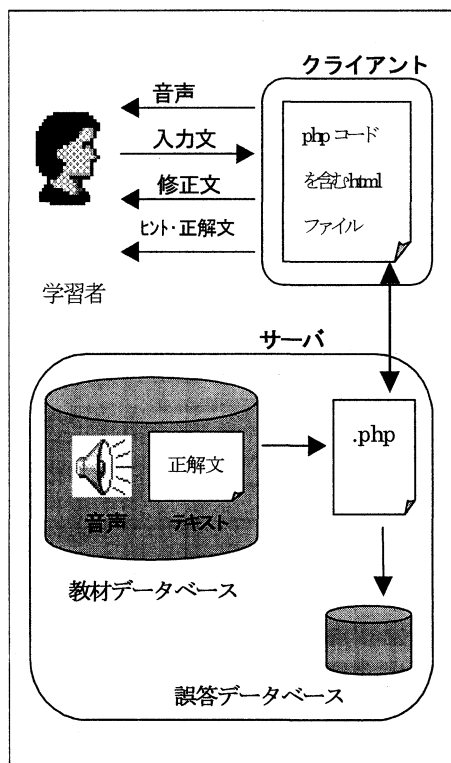 クライアント
音声
入力文
修正文
ヒント・正解文
php コード
を含むhtml
ファイル
学習者
サーバ
.php
正解文
音声
テキスト
教材データベース
誤答データベース